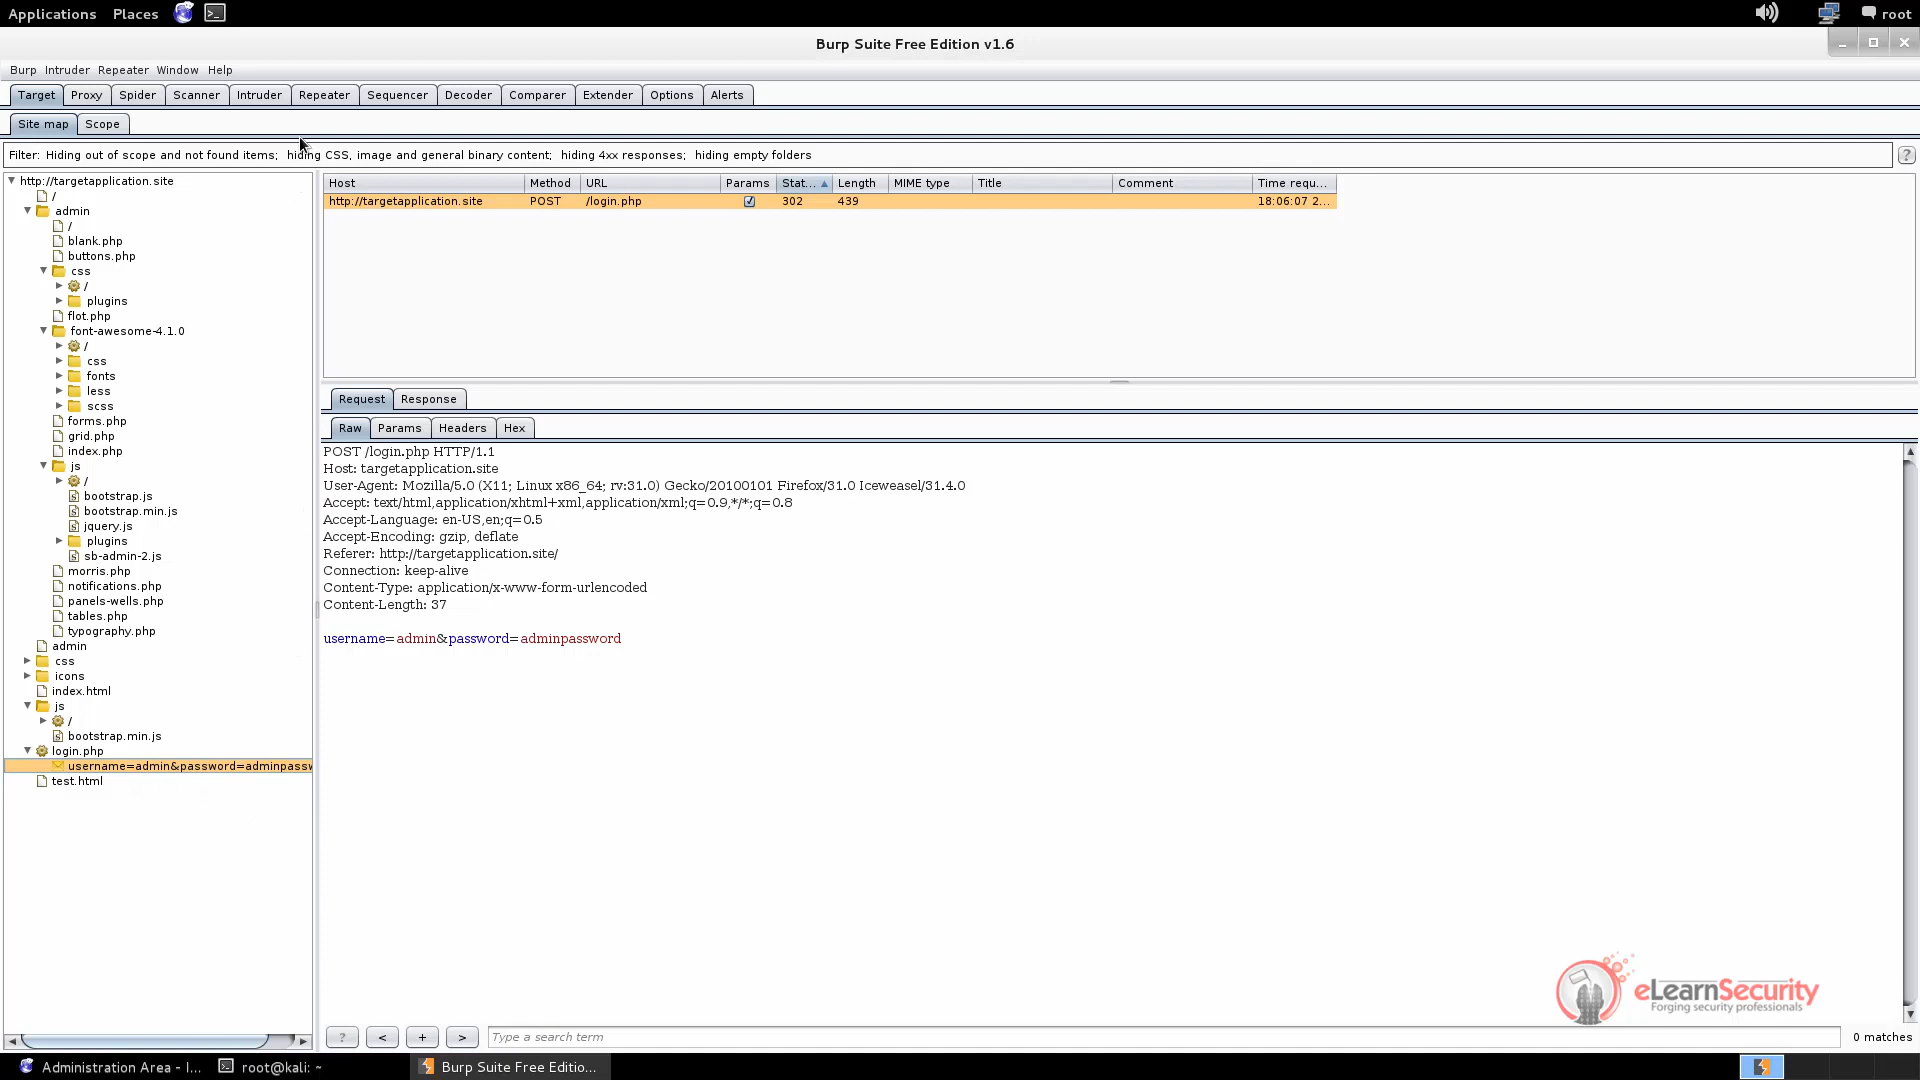 Applications Places root
Burp Suite Free Edition v1.6
Burp Intruder Repeater Window Help
Target Proxy Spider Scanner Intruder Repeater Sequencer Decoder Comparer Extender Options Alerts
Site map Scope
Filter: Hiding out of scope and not found items; hiding CSS, image and general binary content; hiding 4xx responses; hiding empty folders ?
http://targetapplication.site
/
admin
/
blank.php
buttons.php
css
/
plugins
flot.php
font-awesome-4.1.0
/
css
fonts
less
scss
forms.php
grid.php
index.php
js
/
bootstrap.js
bootstrap.min.js
jquery.js
plugins
sb-admin-2.js
morris.php
notifications.php
panels-wells.php
tables.php
typography.php
admin
css
icons
index.html
js
/
bootstrap.min.js
login.php
username=admin&password=adminpassw
test.html
Host Method URL Params Stat... Length MIME type Title Comment Time requ...
http://targetapplication.site POST /login.php 302 439 18:06:07 2...
Request Response
Raw Params Headers Hex
POST /login.php HTTP/1.1
Host: targetapplication.site
User-Agent: Mozilla/5.0 (X11; Linux x86_64; rv:31.0) Gecko/20100101 Firefox/31.0 Iceweasel/31.4.0
Accept: text/html,application/xhtml+xml,application/xml;q=0.9,*/*;q=0.8
Accept-Language: en-US,en;q=0.5
Accept-Encoding: gzip, deflate
Referer: http://targetapplication.site/
Connection: keep-alive
Content-Type: application/x-www-form-urlencoded
Content-Length: 37
username=admin&password=adminpassword
eLearnSecurity
Forging security professionals
? < + > Type a search term 0 matches
Administration Area - I... root@kali: ~ Burp Suite Free Editio...